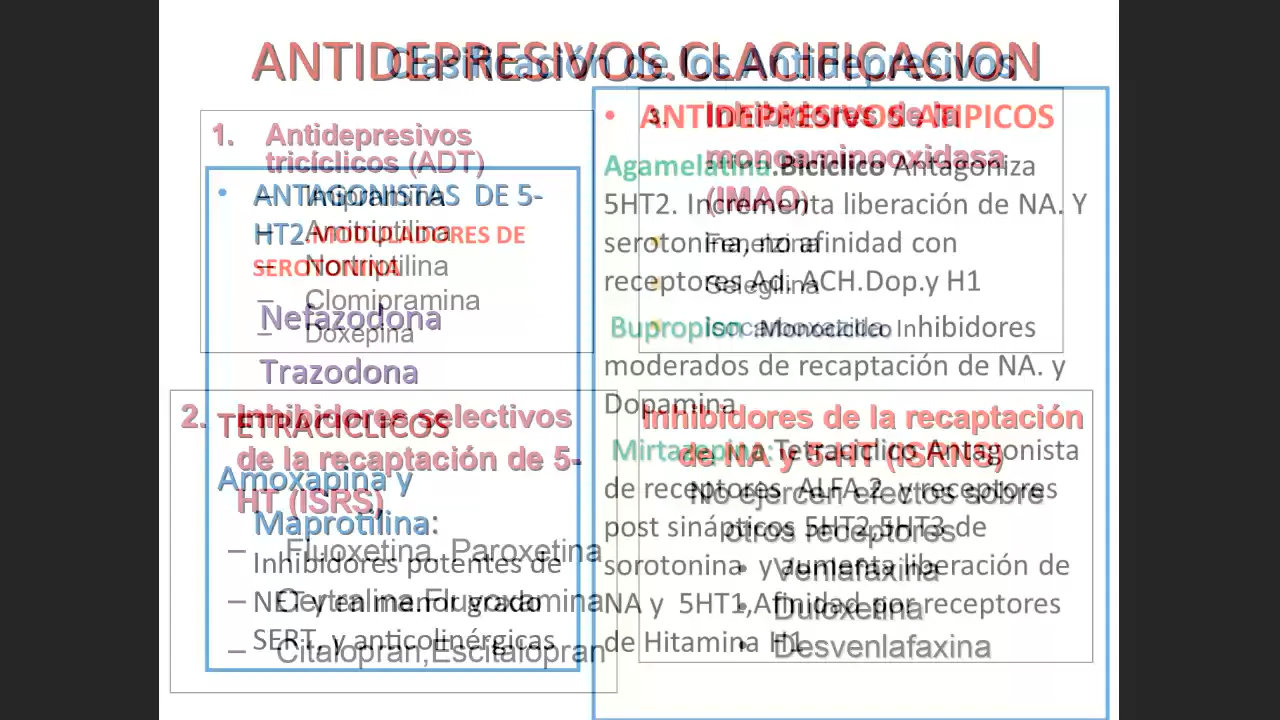 ANTIDEPRESIVOS.CLACIFICACION
Clasificación de los Antidepresivos
1. Antidepresivos
tricíclicos (ADT)
– Imipramina
– Amitriptilina
– Nortriptilina
– Clomipramina
– Doxepina
2. Inhibidores selectivos
de la recaptación de 5-
HT (ISRS)
– Fluoxetina, Paroxetina
– Certralina,Fluvoxamina
– Citalopran,Escitalopran
3. Inhibidores de la
monoaminooxidasa
(IMAO)
Fenelzina
Selegilina
Isocarboxazida
Inhibidores de la recaptación
de NA y 5-HT (ISRNS)
No ejercen efectos sobre
otros receptores
• Venlafaxina
• Duloxetina
• Desvenlafaxina
• ANTAGONISTAS DE 5-
HT2.MODULADORES DE
SEROTONINA
Nefazodona
Trazodona
TETRACICLICOS
Amoxapina y
Maprotilina:
Inhibidores potentes de
NET y en menor grado
SERT, y anticolinérgicas
• ANTIDEPRESIVOS ATIPICOS
Agamelatina.Biciclico Antagoniza
5HT2. Incrementa liberación de NA. Y
serotonina, no afinidad con
receptores Ad. ACH.Dop.y H1
Bupropion :Monociclico Inhibidores
moderados de recaptación de NA. y
Dopamina
Mirtazepina: Tetraciclico Antagonista
de receptores ALFA 2 y receptores
post sinápticos 5HT2,5HT3 de
sorotonina y aumenta liberación de
NA y 5HT1,Afinidad por receptores
de Hitamina H1